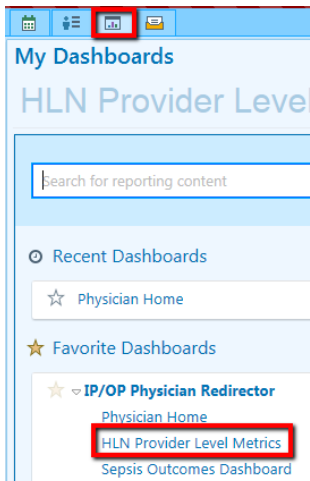 My Dashboards
HLN Provider Leve
Search for reporting content
Recent Dashboards
Physician Home
Favorite Dashboards
IP/OP Physician Redirector
Physician Home
HLN Provider Level Metrics
Sepsis Outcomes Dashboard